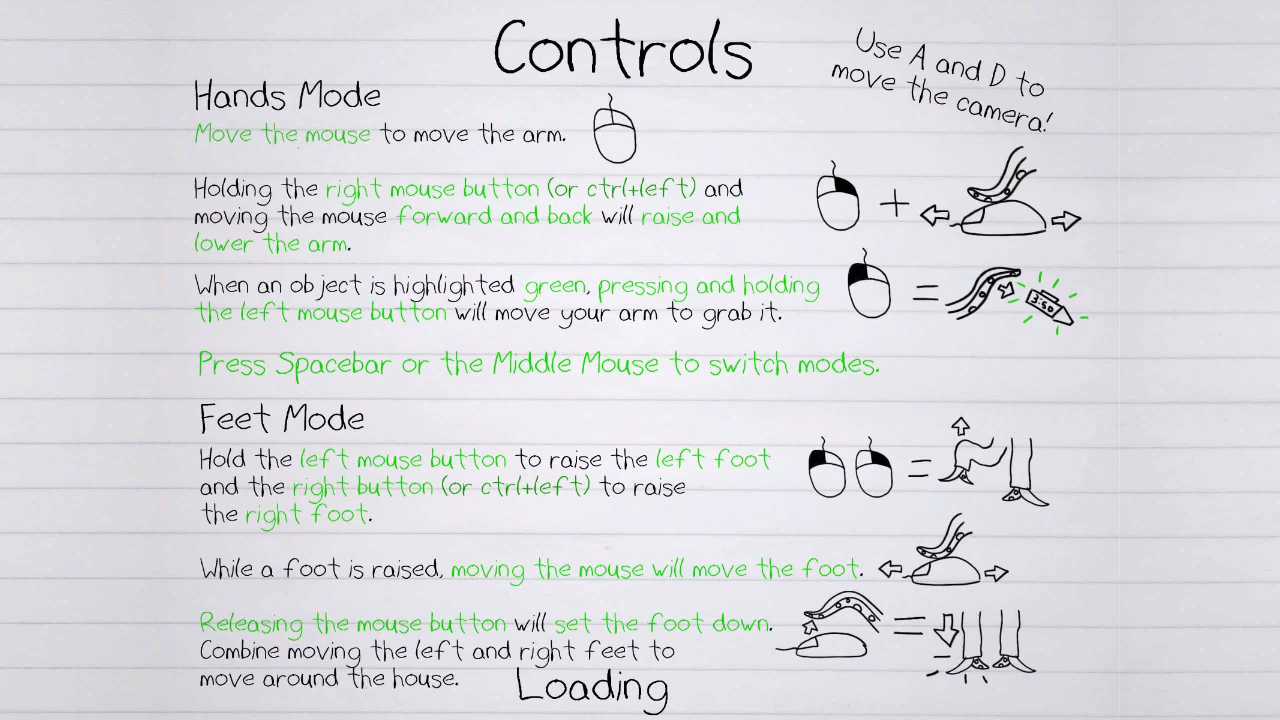 Controls
Use A and D to
move the camera!
Hands Mode
Move the mouse to move the arm.
Holding the right mouse button (or ctrl+left) and
moving the mouse forward and back will raise and
lower the arm.
When an object is highlighted green, pressing and holding
the left mouse button will move your arm to grab it.
3:50
Press Spacebar or the Middle Mouse to switch modes.
Feet Mode
Hold the left mouse button to raise the left foot
and the right button (or ctrl+left) to raise
the right foot.
While a foot is raised, moving the mouse will move the foot.
Releasing the mouse button will set the foot down.
Combine moving the left and right feet to
move around the house.
Loading